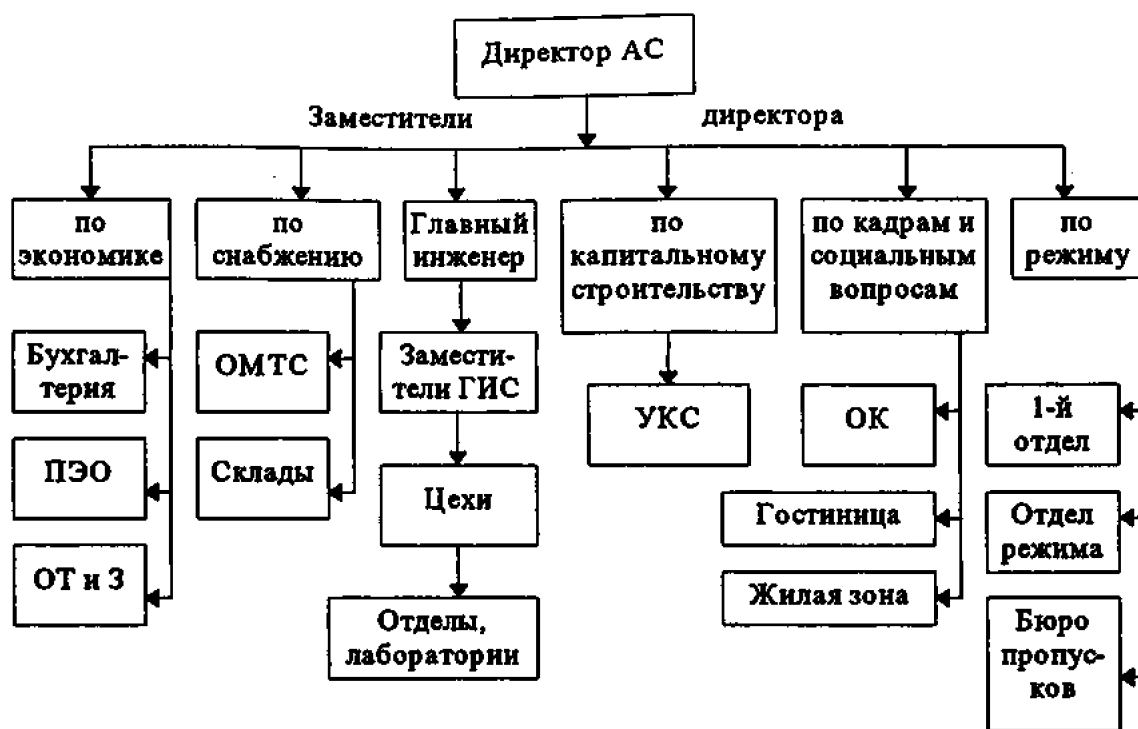 Директор АС
Заместители
директора
по
экономике
по
снабжению
Главный
инженер
по
капитальному
строительству
по кадрам и
социальным
вопросам
по
режиму
Бухгал-
терия
ОМТС
Замести-
тели ГИС
УКС
ОК
1-й
отдел
ПЭО
Склады
Цехи
Гостиница
Отдел
режима
ОТ и З
Отделы,
лаборатории
Жилая зона
Бюро
пропус-
ков